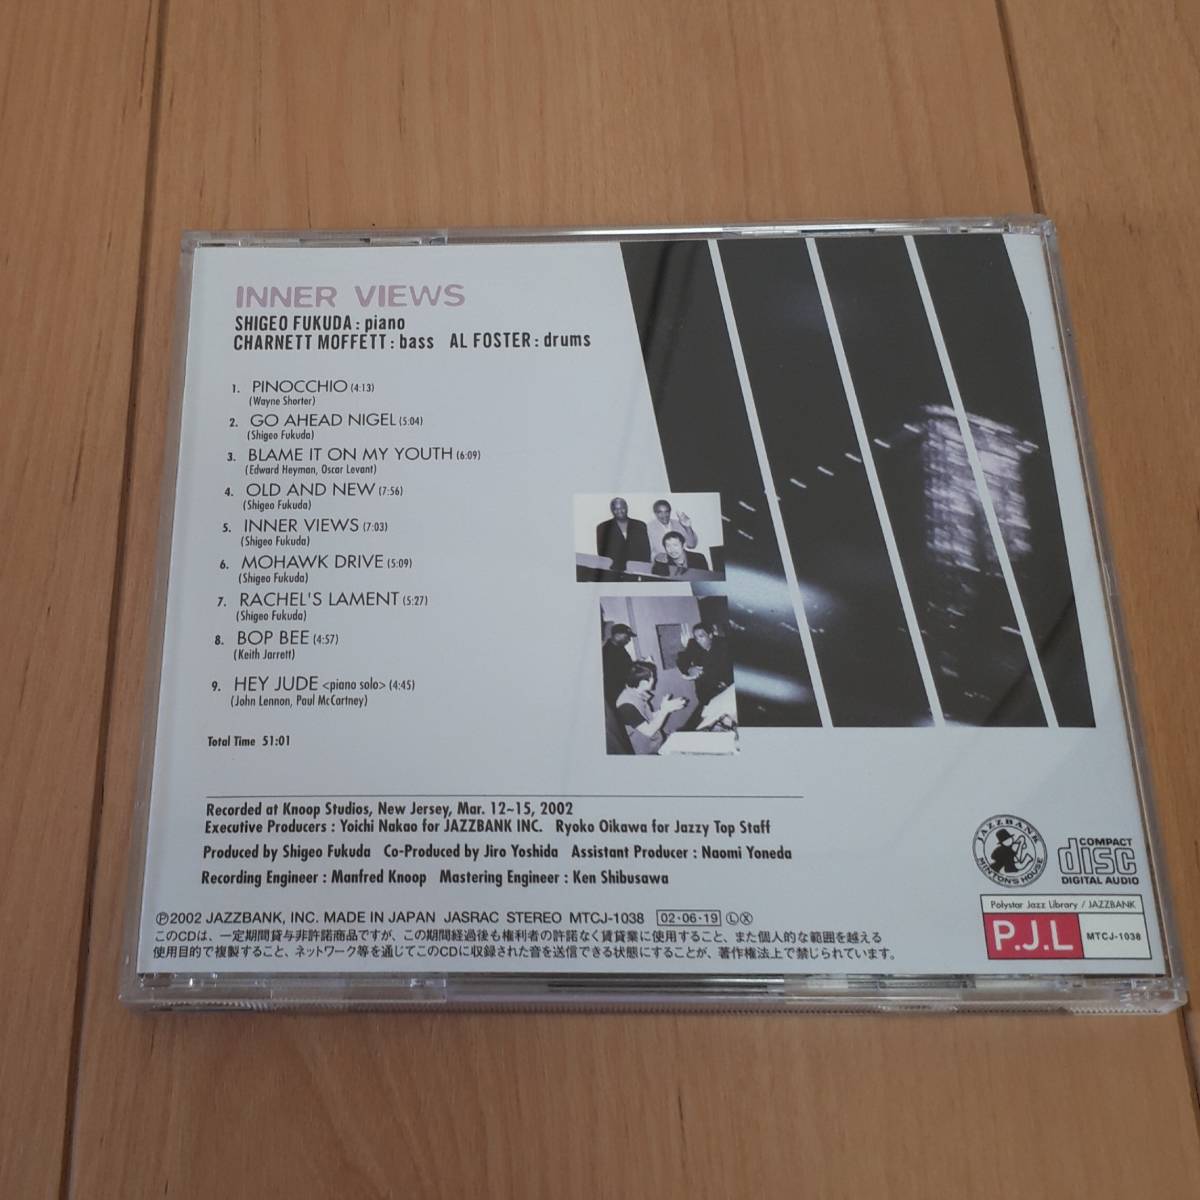 INNER VIEWS
SHIGEO FUKUDA : piano
CHARNETT MOFFETT : bass AL FOSTER : drums
1. PINOCCHIO (4:13)
(Wayne Shorter)
2. GO AHEAD NIGEL (5:04)
(Shigeo Fukuda)
3. BLAME IT ON MY YOUTH (6:09)
(Edward Heyman, Oscar Levant)
4. OLD AND NEW (7:56)
(Shigeo Fukuda)
5. INNER VIEWS (7:03)
(Shigeo Fukuda)
6. MOHAWK DRIVE (5:09)
(Shigeo Fukuda)
7. RACHEL'S LAMENT (5:27)
(Shigeo Fukuda)
8. BOP BEE (4:57)
(Keith Jarrett)
9. HEY JUDE <piano solo> (4:45)
(John Lennon, Paul McCartney)
Total Time 51:01
Recorded at Knoop Studios, New Jersey, Mar. 12~15, 2002
Executive Producers : Yoichi Nakao for JAZZBANK INC. Ryoko Oikawa for Jazzy Top Staff
Produced by Shigeo Fukuda Co-Produced by Jiro Yoshida Assistant Producer : Naomi Yoneda
Recording Engineer : Manfred Knoop Mastering Engineer : Ken Shibusawa
JAZZBANK
MINTON'S HOUSE
COMPACT
disc
DIGITAL AUDIO
Polystar Jazz Library / JAZZBANK
P.J.L MTCJ-1038
Ⓟ2002 JAZZBANK, INC. MADE IN JAPAN JASRAC STEREO MTCJ-1038 02・06・19 Ⓛ Ⓧ
このCDは、一定期間貸与非許諾商品ですが、この期間経過後も権利者の許諾なく賃貸業に使用すること、また個人的な範囲を越える
使用目的で複製すること、ネットワーク等を通じてこのCDに収録された音を送信できる状態にすることが、著作権法上で禁じられています。